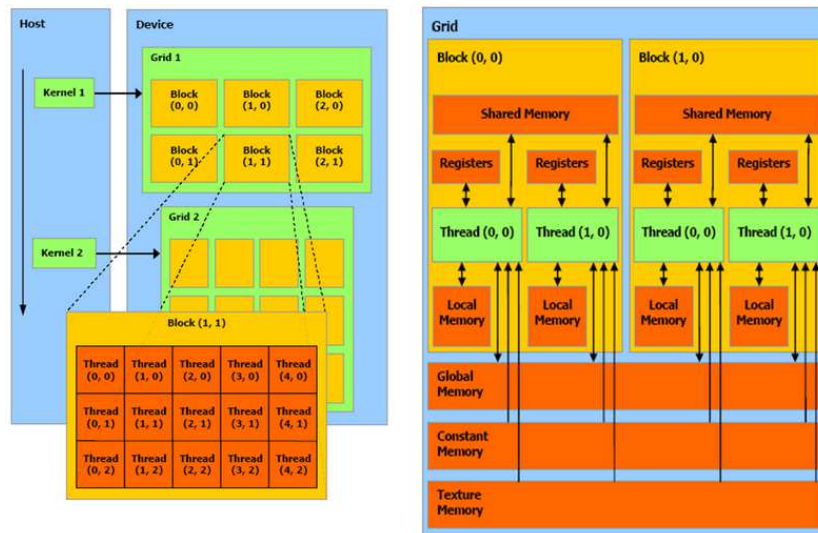 Host
Device
Grid 1
Kernel 1
Block
(0, 0)
Block
(1, 0)
Block
(2, 0)
Block
(0, 1)
Block
(1, 1)
Block
(2, 1)
Grid 2
Kernel 2
Block (1, 1)
Thread
(0, 0)
Thread
(1, 0)
Thread
(2, 0)
Thread
(3, 0)
Thread
(4, 0)
Thread
(0, 1)
Thread
(1, 1)
Thread
(2, 1)
Thread
(3, 1)
Thread
(4, 1)
Thread
(0, 2)
Thread
(1, 2)
Thread
(2, 2)
Thread
(3, 2)
Thread
(4, 2)
Grid
Block (0, 0)
Shared Memory
Registers
Registers
Thread (0, 0)
Thread (1, 0)
Local
Memory
Local
Memory
Block (1, 0)
Shared Memory
Registers
Registers
Thread (0, 0)
Thread (1, 0)
Local
Memory
Local
Memory
Global
Memory
Constant
Memory
Texture
Memory